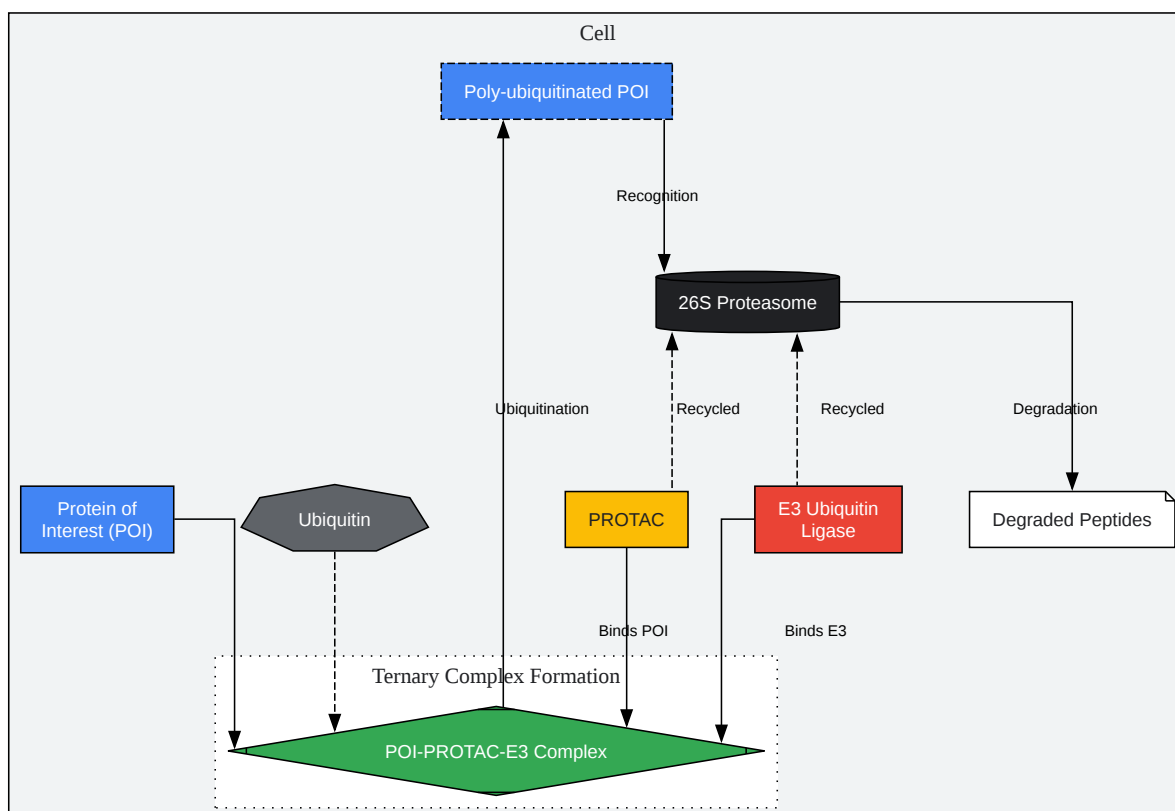 Cell
Poly-ubiquitinated POI
Recognition
26S Proteasome
Ubiquitination
Recycled
Recycled
Degradation
Protein of
Interest (POI)
Ubiquitin
PROTAC
E3 Ubiquitin
Ligase
Degraded Peptides
Binds POI
Binds E3
Ternary Complex Formation
POI-PROTAC-E3 Complex